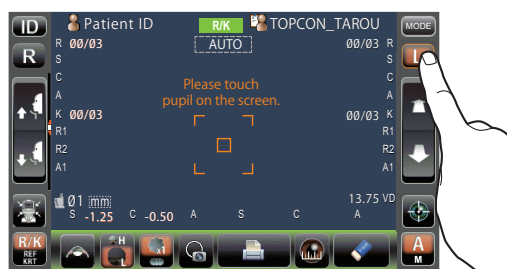 ID Patient ID R/K TOPCON_TAROU MODE
R 00/03 AUTO 00/03 R
R S S L
C C
A Please touch A
pupil on the screen.
K 00/03 00/03 K
R1 R1
R2 R2
A1 A1
Ø1 mm 13.75 VD
S -1.25 C -0.50 A S C A
R/K REF KRT H L x1 A M